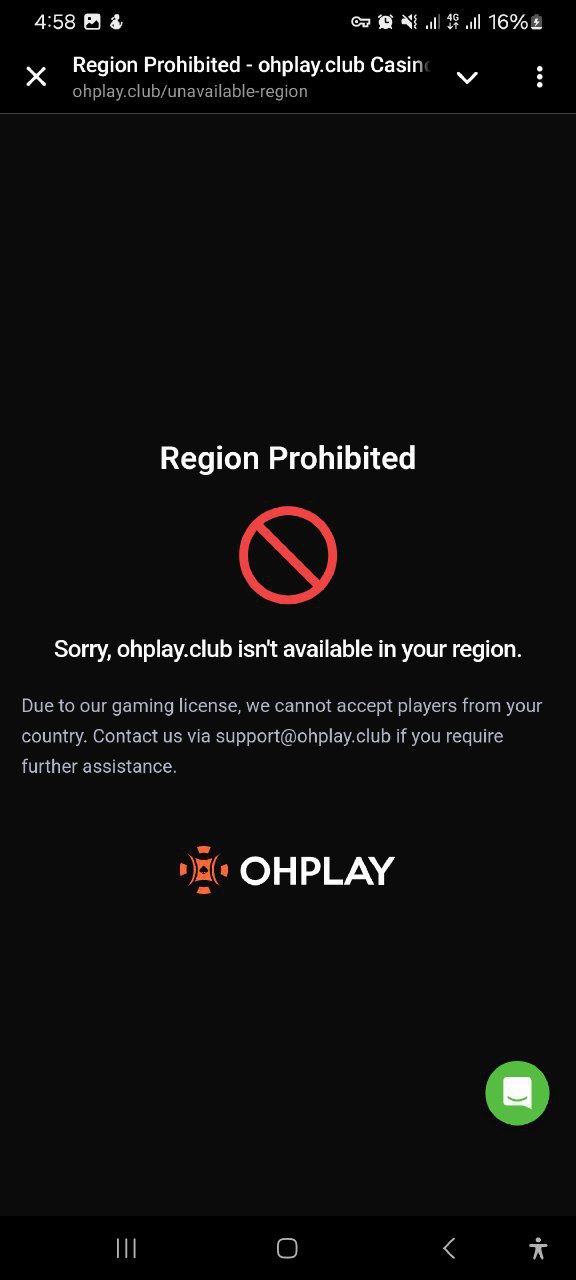 4:58
4G
16%
Region Prohibited - ohplay.club Casin
ohplay.club/unavailable-region
Region Prohibited
Sorry, ohplay.club isn't available in your region.
Due to our gaming license, we cannot accept players from your
country. Contact us via support@ohplay.club if you require
further assistance.
OHPLAY